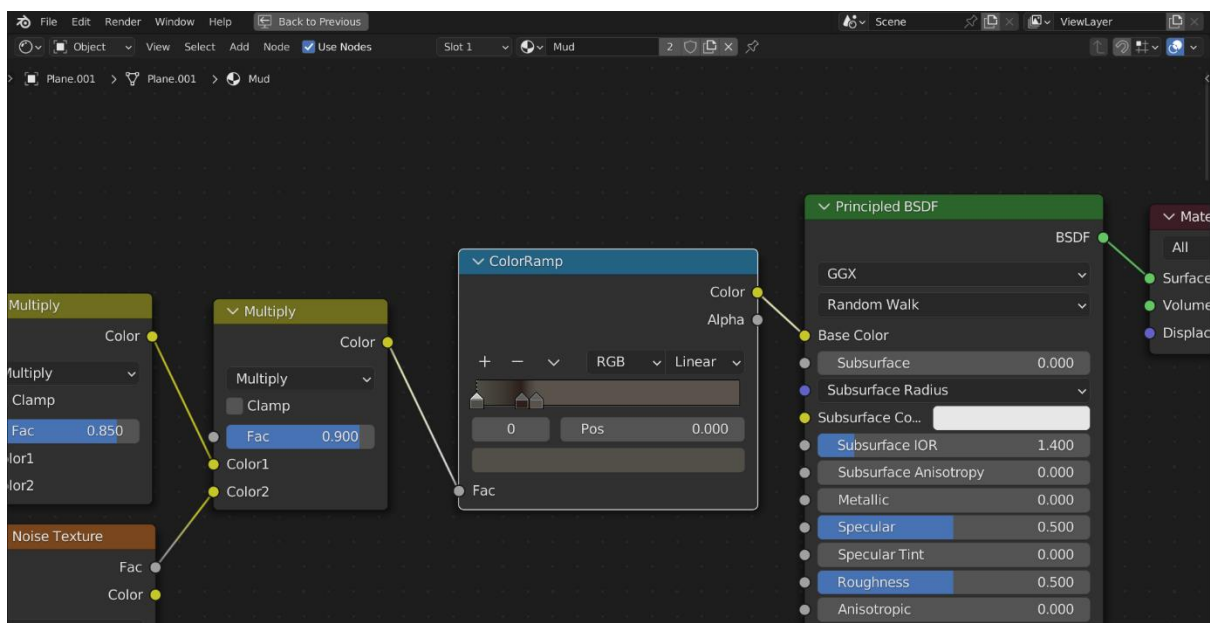 File Edit Render Window Help Back to Previous Scene ViewLayer
Object View Select Add Node Use Nodes Slot 1 Mud 2
Plane.001 > Plane.001 > Mud
Multiply
Color
Multiply
Clamp
Fac 0.850
lor1
lor2
Noise Texture
Fac
Color
Multiply
Color
Multiply
Clamp
Fac 0.900
Color1
Color2
ColorRamp
Color
Alpha
RGB Linear
0 Pos 0.000
Fac
Principled BSDF
BSDF
GGX
Random Walk
Base Color
Subsurface 0.000
Subsurface Radius
Subsurface Co...
Subsurface IOR 1.400
Subsurface Anisotropy 0.000
Metallic 0.000
Specular 0.500
Specular Tint 0.000
Roughness 0.500
Anisotropic 0.000
Mate
All
Surface
Volume
Displac